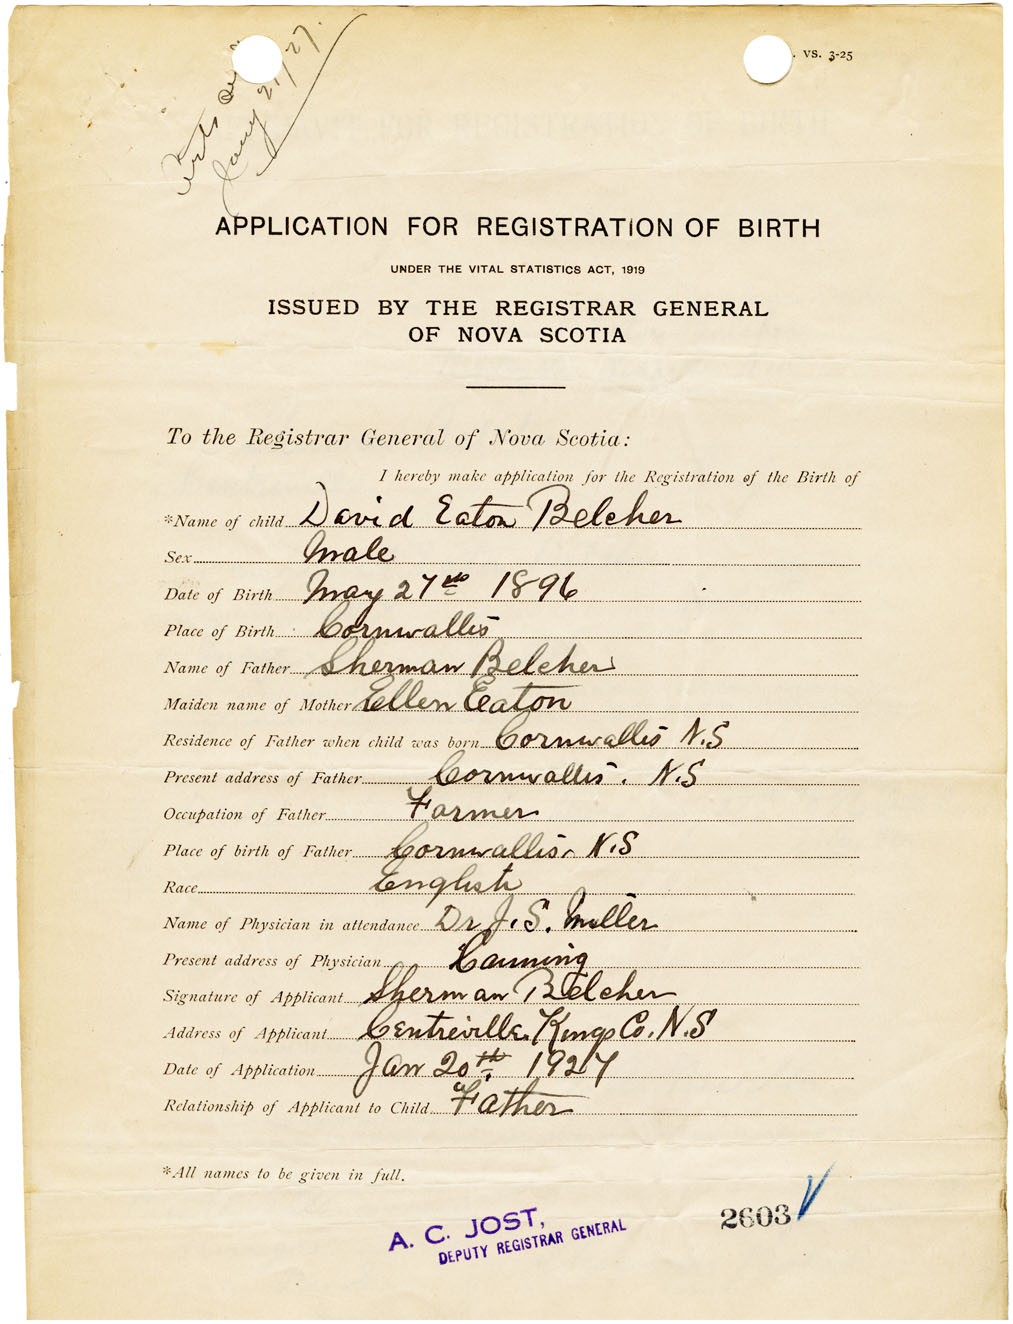 Jany 21/27.
. VS. 3-25
APPLICATION FOR REGISTRATION OF BIRTH
UNDER THE VITAL STATISTICS ACT, 1919
ISSUED BY THE REGISTRAR GENERAL
OF NOVA SCOTIA
To the Registrar General of Nova Scotia:
I hereby make application for the Registration of the Birth of
*Name of child David Eaton Belcher
Sex Male
Date of Birth May 27th 1896
Place of Birth Cornwallis
Name of Father Sherman Belcher
Maiden name of Mother Ellen Eaton
Residence of Father when child was born Cornwallis N.S
Present address of Father Cornwallis. N.S
Occupation of Father Farmer
Place of birth of Father Cornwallis. N.S
Race English
Name of Physician in attendance Dr J. S. Miller
Present address of Physician Canning
Signature of Applicant Sherman Belcher
Address of Applicant Centreville. Kings Co. N.S
Date of Application Jan 20th, 1927
Relationship of Applicant to Child Father
*All names to be given in full.
A. C. JOST,
DEPUTY REGISTRAR GENERAL
2603